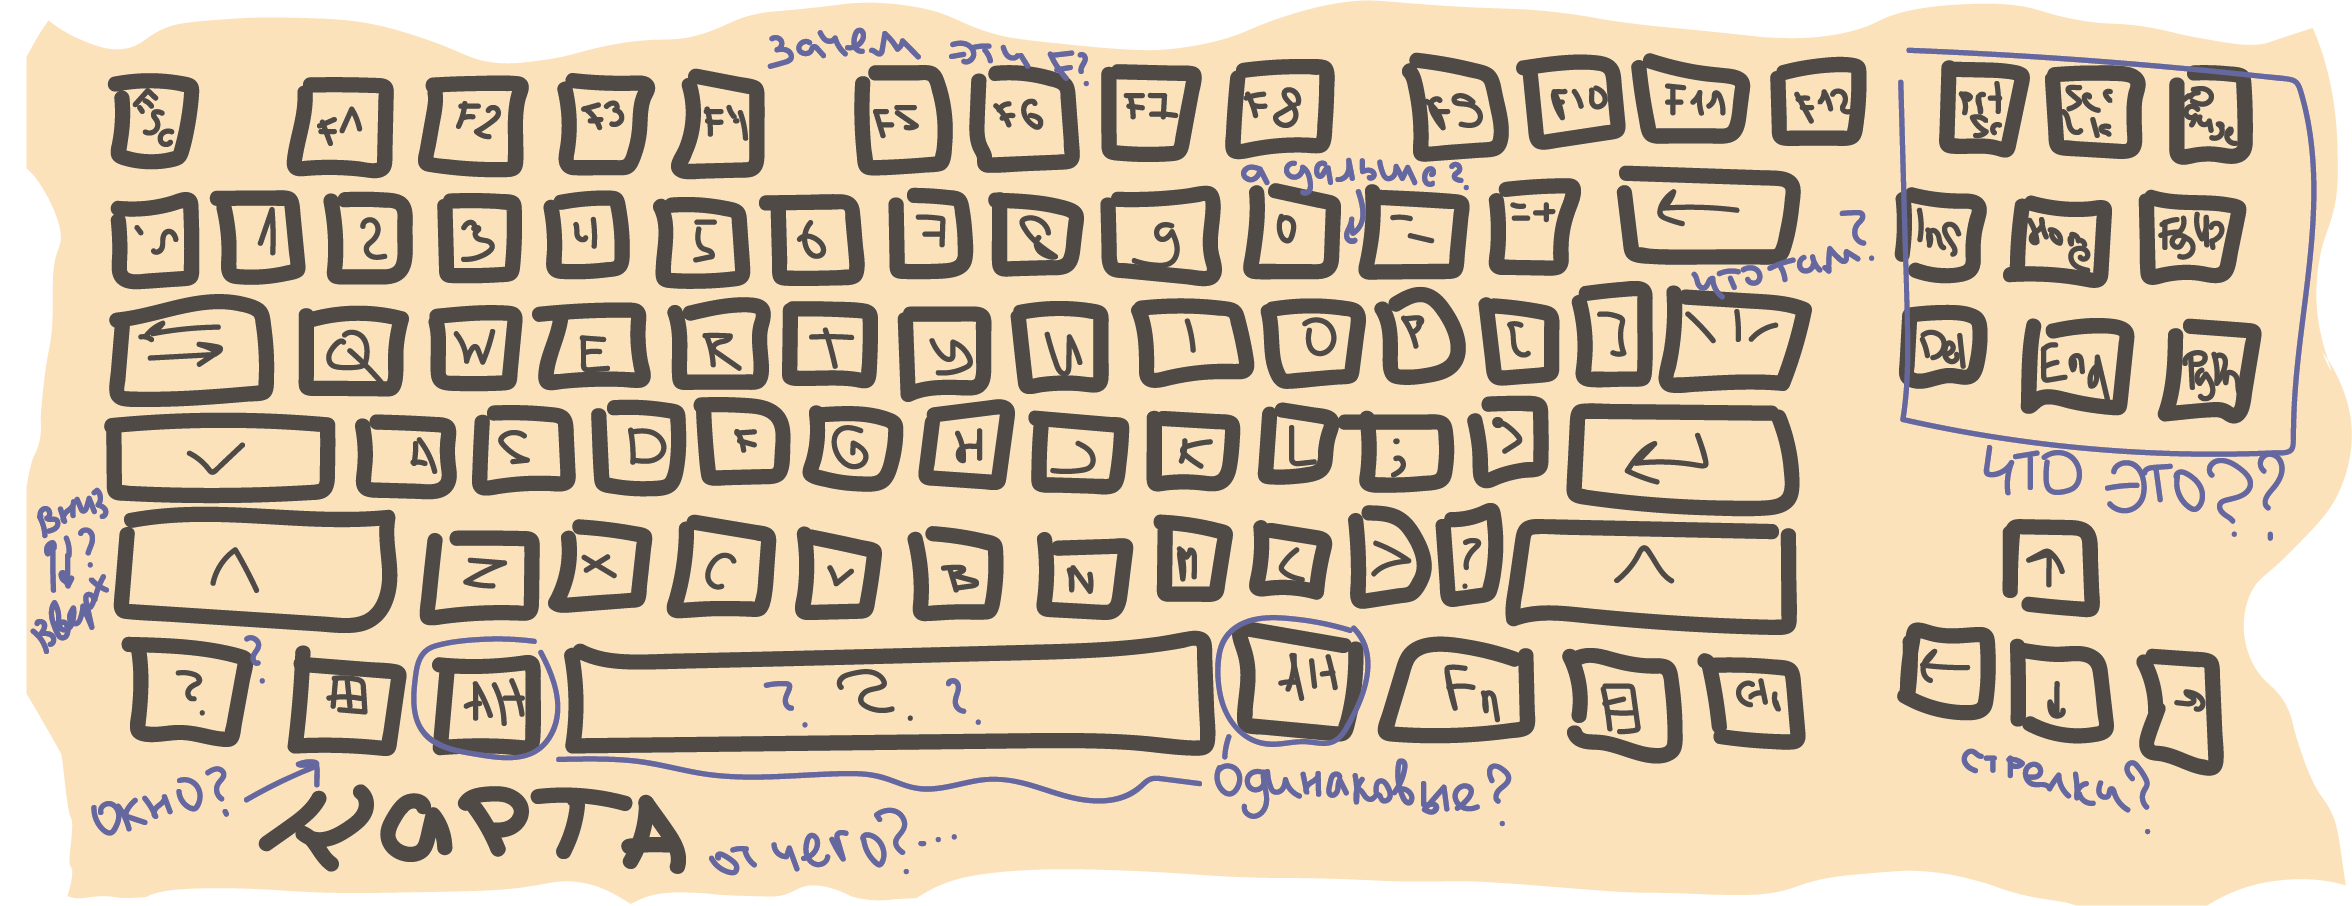 зачем эти F?
Esc F1 F2 F3 F4 F5 F6 F7 F8 F9 F10 F11 F12 Prt Sc Scr Lk Pause
а дальше?
1 2 3 4 5 6 7 8 9 0 - =+ ← Ins Home PgUp
что там?
Q W E R T Y U I O P [ ] \ | / Del End PgDn
A S D F G H J K L ; > ↵
что это??
вниз
?
вверх
^ Z X C V B N M < > ? ^ ↑
? ? Alt ? ? ? Alt Fn Ctrl ← ↓ →
окно?
Одинаковые?
стрелки?
КАРТА
от чего?...